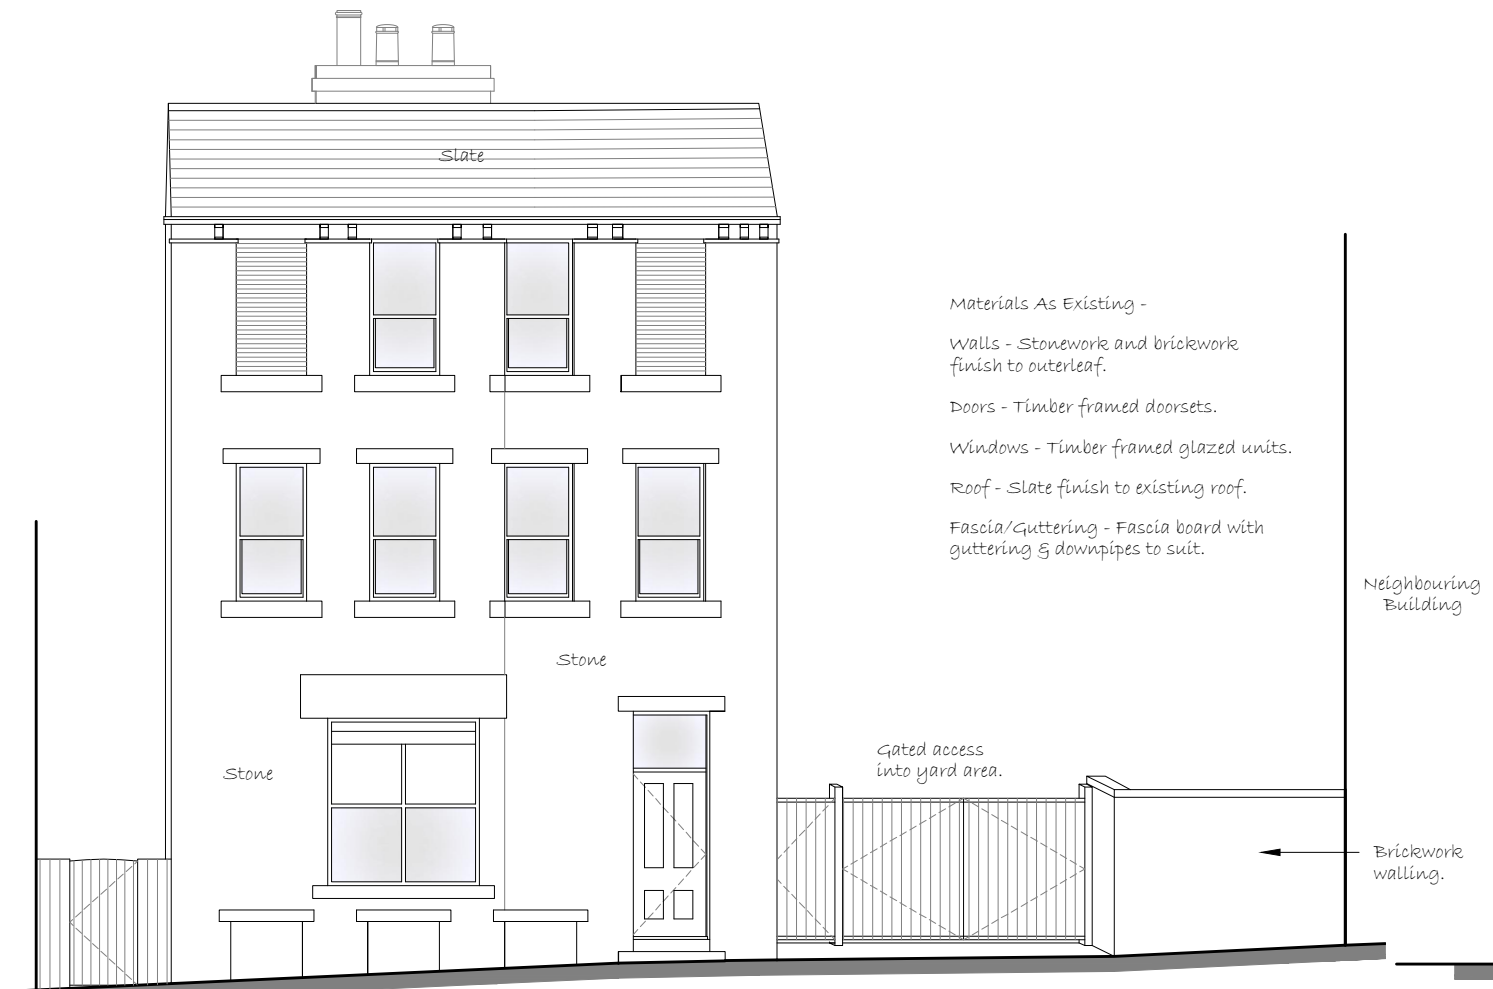 Slate
Materials As Existing -
Walls - Stonework and brickwork
finish to outerleaf.
Doors - Timber framed doorsets.
Windows - Timber framed glazed units.
Roof - Slate finish to existing roof.
Fascia/Guttering - Fascia board with
guttering & downpipes to suit.
Neighbouring
Building
Stone
Stone
Gated access
into yard area.
Brickwork
walling.